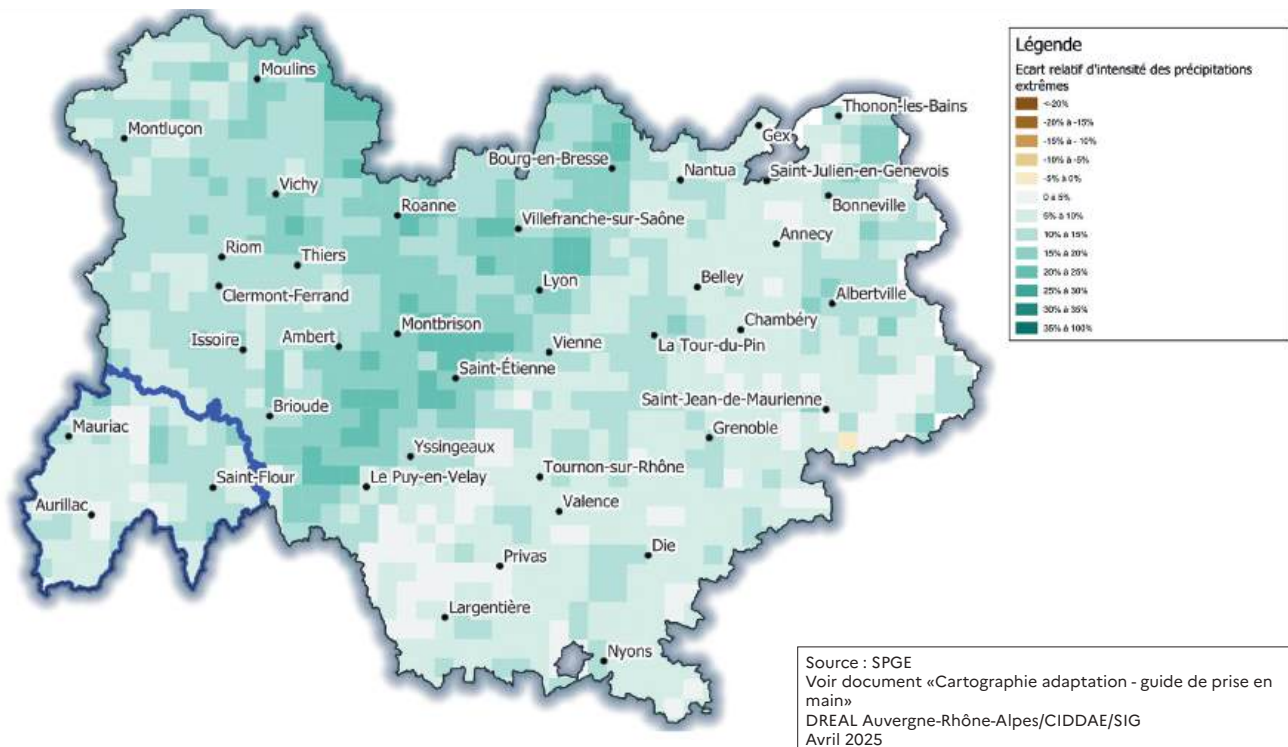 Légende
Ecart relatif d'intensité des précipitations
extrêmes
<-20%
-20% à -15%
-15% à -10%
-10% à -5%
-5% à 0%
0 à 5%
5% à 10%
10% à 15%
15% à 20%
20% à 25%
25% à 30%
30% à 35%
35% à 100%
Moulins
Thonon-les-Bains
Montluçon
Gex
Bourg-en-Bresse
Nantua
Saint-Julien-en-Genevois
Vichy
Bonneville
Roanne
Villefranche-sur-Saône
Annecy
Riom
Thiers
Lyon
Belley
Clermont-Ferrand
Albertville
Montbrison
Chambéry
Issoire
Ambert
Vienne
La Tour-du-Pin
Saint-Étienne
Saint-Jean-de-Maurienne
Brioude
Mauriac
Grenoble
Yssingeaux
Saint-Flour
Le Puy-en-Velay
Tournon-sur-Rhône
Aurillac
Valence
Privas
Die
Largentière
Nyons
Source : SPGE
Voir document «Cartographie adaptation - guide de prise en
main»
DREAL Auvergne-Rhône-Alpes/CIDDAE/SIG
Avril 2025